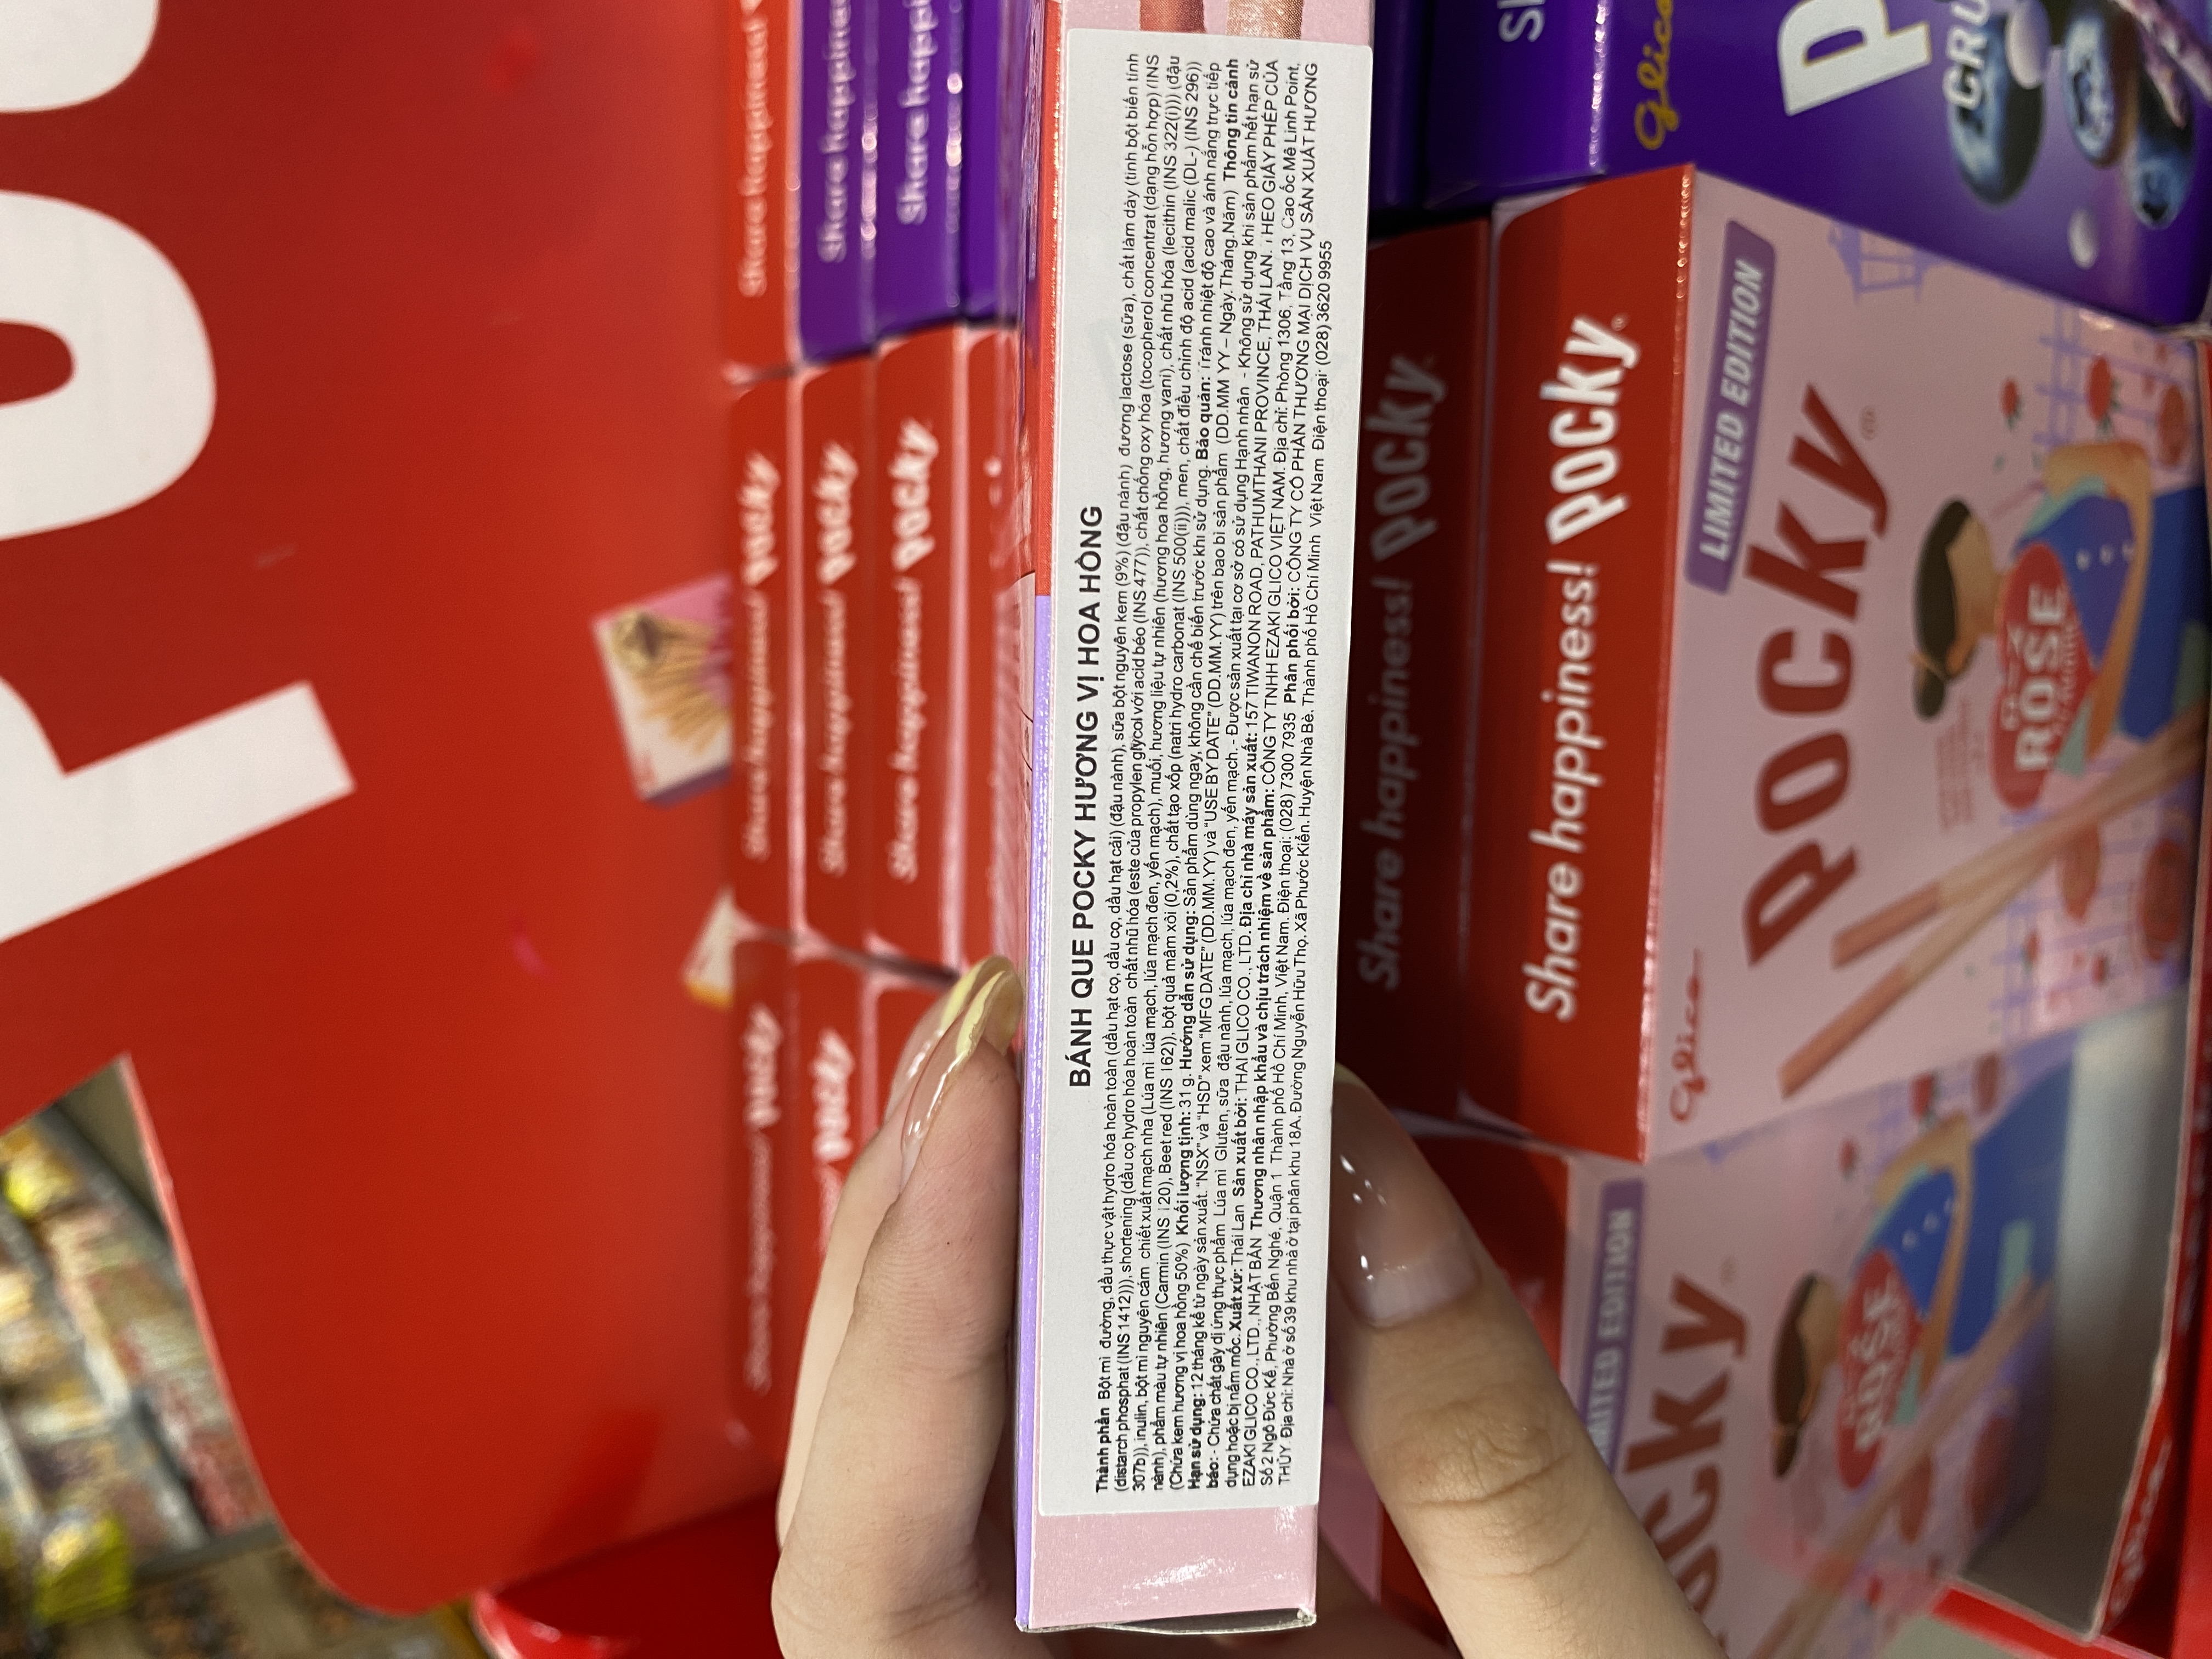 Share happiness! Pocky
Share happiness! Pocky
Share happiness!
Pocky
Share happiness! Pocky
Share
Share happiness! Pocky
Share
BÁNH QUE POCKY HƯƠNG VỊ HOA HỒNG
Thành phần Bột mì đường, dầu thực vật hydro hóa hoàn toàn (dầu hạt cọ, dầu cọ, dầu hạt cải) (đậu nành), sữa bột nguyên kem (9%) (đậu nành) đường lactose (sữa), chất làm dày (tinh bột biến tính
(distarch phosphat (INS 1412))), shortening (dầu cọ hydro hóa hoàn toàn chất nhũ hóa (este của propylen glycol với acid béo (INS 477)), chất chống oxy hóa (tocopherol concentrat (dạng hỗn hợp) (INS
307b)), inulin, bột mì nguyên cám chiết xuất mạch nha (Lúa mì lúa mạch, lúa mạch đen, yến mạch), muối, hương liệu tự nhiên (hương hoa hồng, hương vani), chất nhũ hóa (lecithin (INS 322(i))) (đậu
nành), phẩm màu tự nhiên (Carmin (INS 120), Beet red (INS 162)), bột quả mâm xôi (0,2%), chất tạo xốp (natri hydro carbonat (INS 500(ii))), men, chất điều chỉnh độ acid (acid malic (DL-) (INS 296))
(Chứa kem hương vị hoa hồng 50%) Khối lượng tịnh: 31 g. Hướng dẫn sử dụng: Sản phẩm dùng ngay, không cần chế biến trước khi sử dụng. Bảo quản: Tránh nhiệt độ cao và ánh nắng trực tiếp
Hạn sử dụng: 12 tháng kể từ ngày sản xuất. "NSX" và "HSD" xem "MFG DATE" (DD.MM.YY) và "USE BY DATE" (DD.MM.YY) trên bao bì sản phẩm (DD.MM YY – Ngày.Tháng.Năm) Thông tin cảnh
báo: - Chứa chất gây dị ứng thực phẩm Lúa mì Gluten, sữa đậu nành, lúa mạch, lúa mạch đen, yến mạch. - Được sản xuất tại cơ sở có sử dụng Hạnh nhân - Không sử dụng khi sản phẩm hết hạn sử
dụng hoặc bị nấm mốc. Xuất xứ: Thái Lan Sản xuất bởi: THAI GLICO CO., LTD. Địa chỉ nhà máy sản xuất: 157 TIWANON ROAD, PATHUMTHANI PROVINCE, THÁI LAN. THEO GIẤY PHÉP CỦA
EZAKI GLICO CO., LTD., NHẬT BẢN Thương nhân nhập khẩu và chịu trách nhiệm về sản phẩm: CÔNG TY TNHH EZAKI GLICO VIỆT NAM. Địa chỉ: Phòng 1306, Tầng 13, Cao ốc Mê Linh Point,
Số 2 Ngô Đức Kế, Phường Bến Nghé, Quận 1 Thành phố Hồ Chí Minh, Việt Nam. Điện thoại: (028) 7300 7935 Phân phối bởi: CÔNG TY CỔ PHẦN THƯƠNG MẠI DỊCH VỤ SẢN XUẤT HƯƠNG
THỦY. Địa chỉ: Nhà ở số 39 khu nhà ở tại phân khu 18A. Đường Nguyễn Hữu Thọ. Xã Phước Kiển. Huyện Nhà Bè. Thành phố Hồ Chí Minh Việt Nam Điện thoại: (028) 3620 9955
Share happiness! Pocky
Share happiness! Pocky
Glico
LIMITED EDITION
Pocky
ROSE
LIMITED EDITION
ROSE
Glico